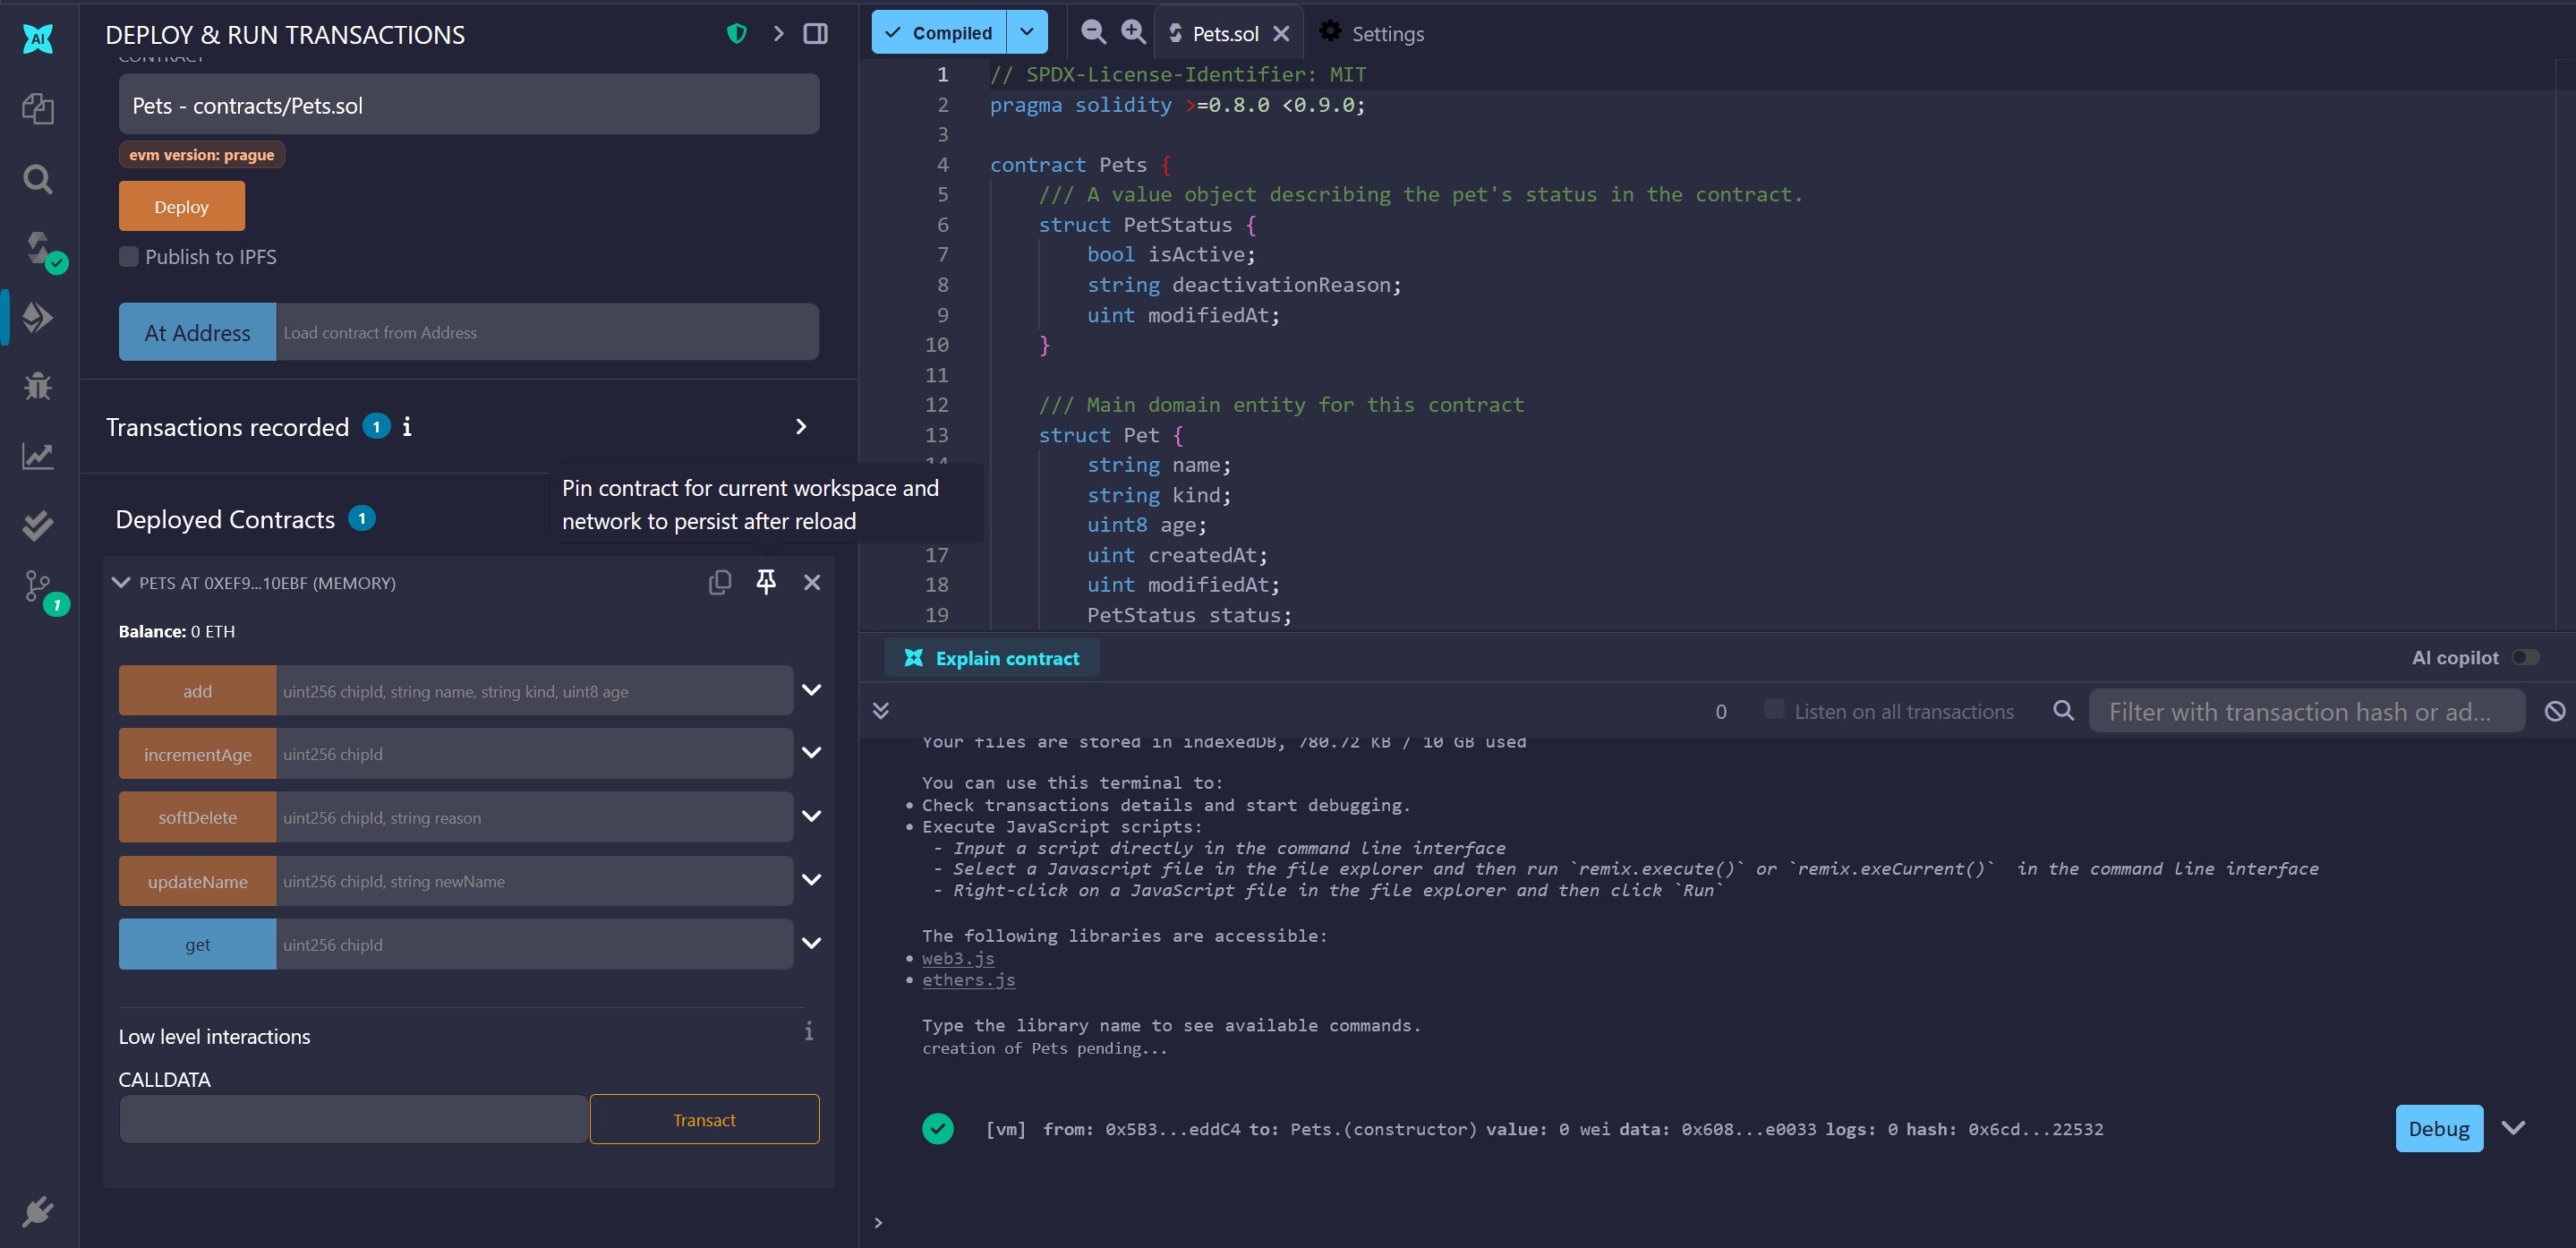 AI
DEPLOY & RUN TRANSACTIONS
CONTRACT
Pets - contracts/Pets.sol
evm version: prague
Deploy
Publish to IPFS
At Address
Load contract from Address
Transactions recorded 1 i
Pin contract for current workspace and
network to persist after reload
Deployed Contracts 1
PETS AT 0XEF9...10EBF (MEMORY)
Balance: 0 ETH
add
uint256 chipId, string name, string kind, uint8 age
incrementAge
uint256 chipId
softDelete
uint256 chipId, string reason
updateName
uint256 chipId, string newName
get
uint256 chipId
Low level interactions
i
CALLDATA
Transact
1
Compiled
Pets.sol
Settings
1 // SPDX-License-Identifier: MIT
2 pragma solidity >=0.8.0 <0.9.0;
3
4 contract Pets {
5 /// A value object describing the pet's status in the contract.
6 struct PetStatus {
7 bool isActive;
8 string deactivationReason;
9 uint modifiedAt;
10 }
11
12 /// Main domain entity for this contract
13 struct Pet {
14 string name;
string kind;
uint8 age;
17 uint createdAt;
18 uint modifiedAt;
19 PetStatus status;
Explain contract
AI copilot
0
Listen on all transactions
Filter with transaction hash or ad...
Your files are stored in indexedDB, 780.72 KB / 10 GB used
You can use this terminal to:
• Check transactions details and start debugging.
• Execute JavaScript scripts:
- Input a script directly in the command line interface
- Select a Javascript file in the file explorer and then run `remix.execute()` or `remix.exeCurrent()` in the command line interface
- Right-click on a JavaScript file in the file explorer and then click `Run`
The following libraries are accessible:
• web3.js
• ethers.js
Type the library name to see available commands.
creation of Pets pending...
[vm] from: 0x5B3...eddC4 to: Pets.(constructor) value: 0 wei data: 0x608...e0033 logs: 0 hash: 0x6cd...22532
Debug
>